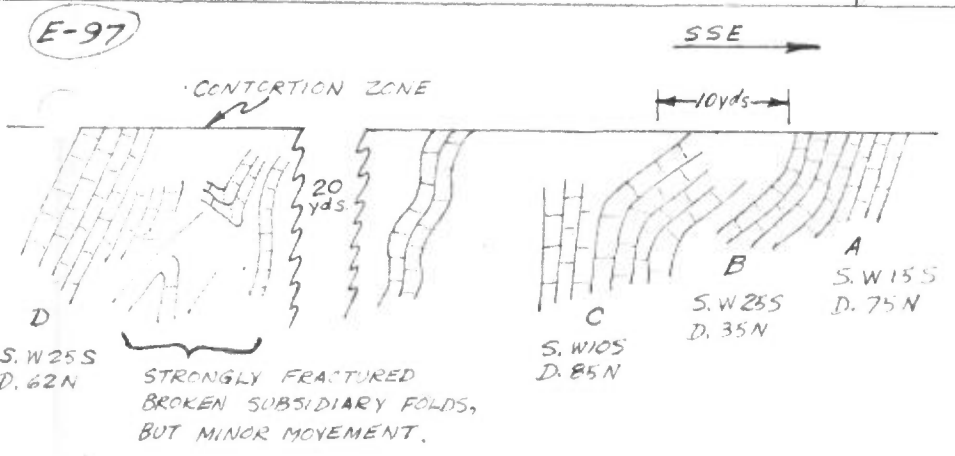 E-97
SSE
CONTORTION ZONE
10yds
20
yds.
A
S. W15S
D. 75N
B
S. W25S
D. 35N
C
S. W10S
D. 85N
D
S. W25S
D. 62N
STRONGLY FRACTURED
BROKEN SUBSIDIARY FOLDS,
BUT MINOR MOVEMENT.